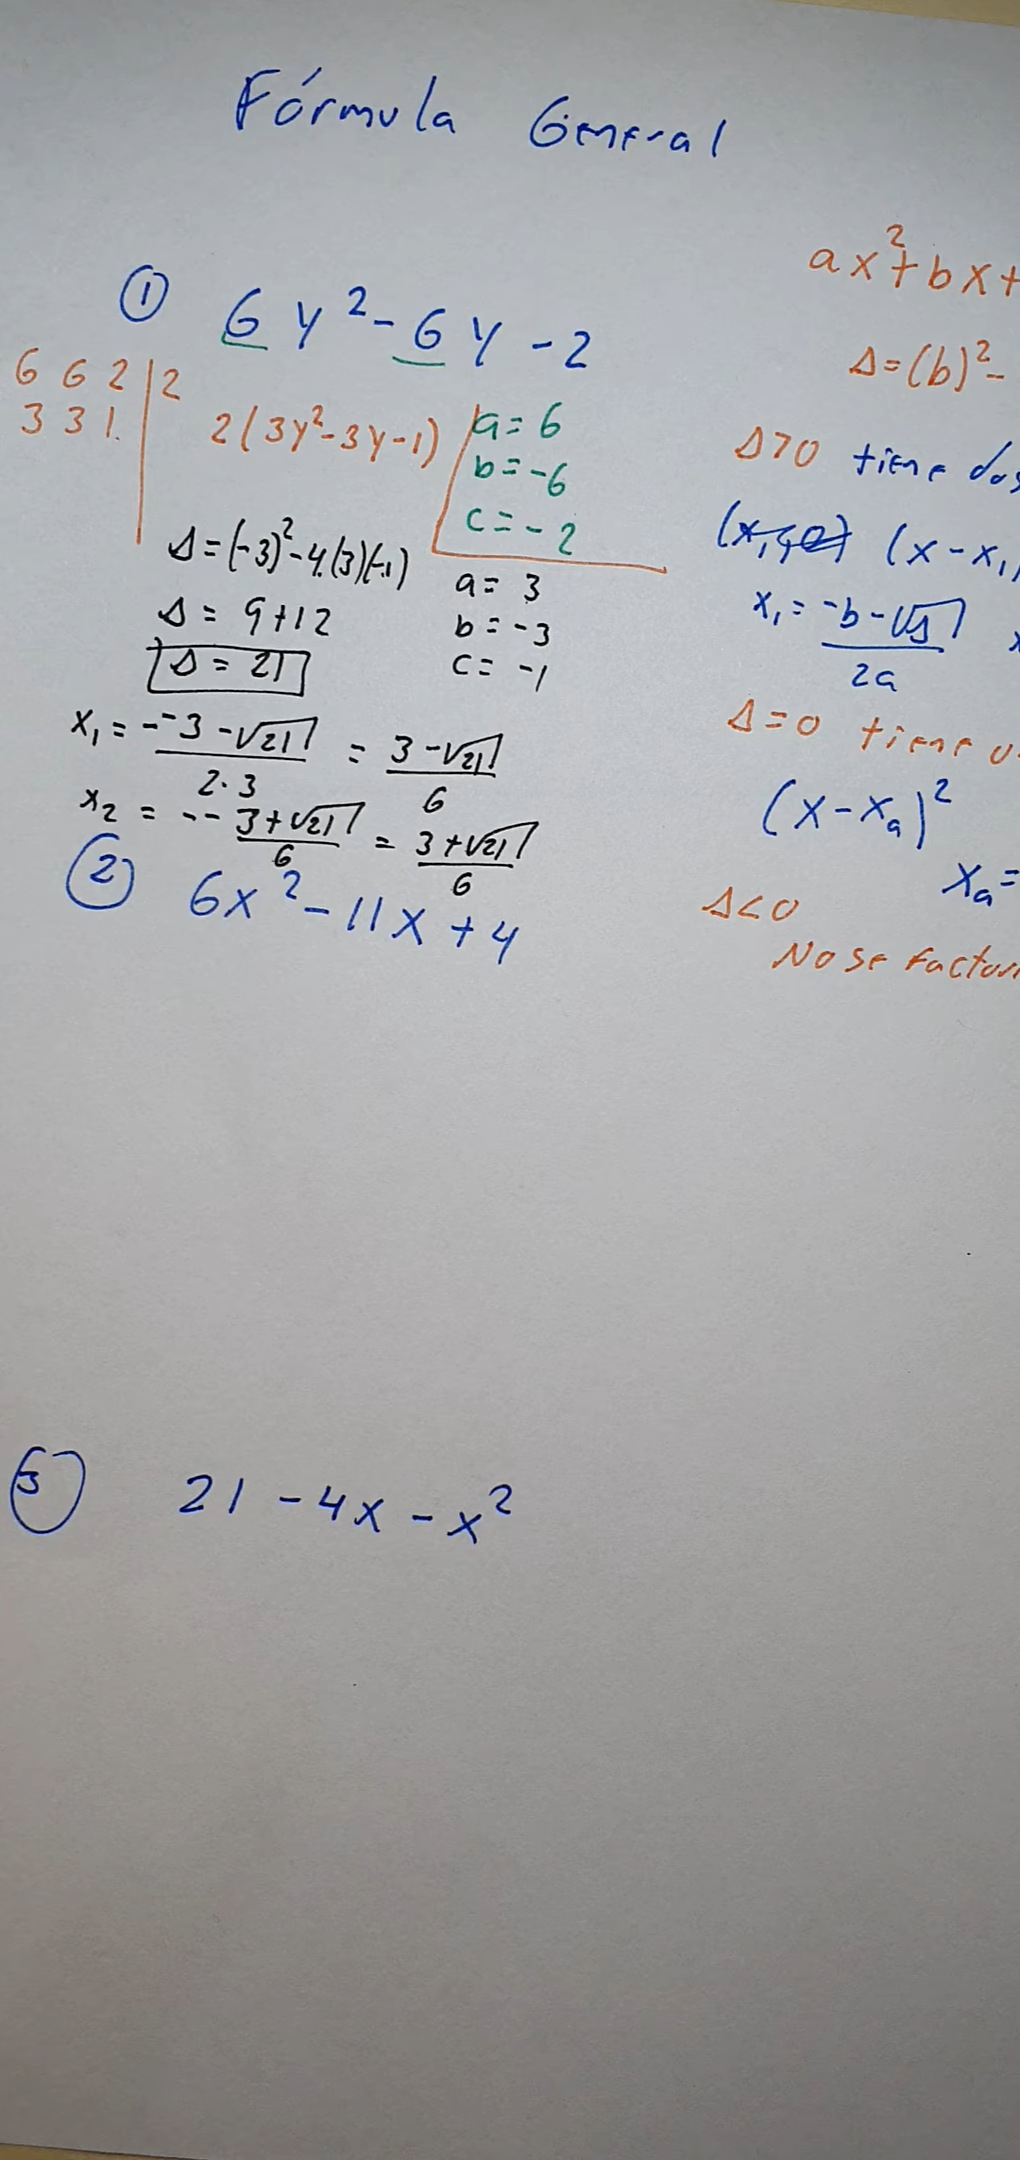 Fórmula General
① 6y² - 6y - 2
6 6 2 | 2
3 3 1. |
2(3y² - 3y - 1)
a = 6
b = -6
c = -2
Δ = (-3)² - 4.(3)(-1)
Δ = 9 + 12
Δ = 21
a = 3
b = -3
c = -1
x₁ = - -3 - √21 / 2·3 = 3 - √21 / 6
x₂ = - - 3 + √21 / 6 = 3 + √21 / 6
② 6x² - 11x + 4
③ 21 - 4x - x²
ax² + bx +
Δ = (b)² -
Δ > 0 tiene dos
(x - x₁)
x₁ = -b - √Δ / 2a
Δ = 0 tiene u
(x - xₐ)²
xₐ =
Δ < 0
No se factori